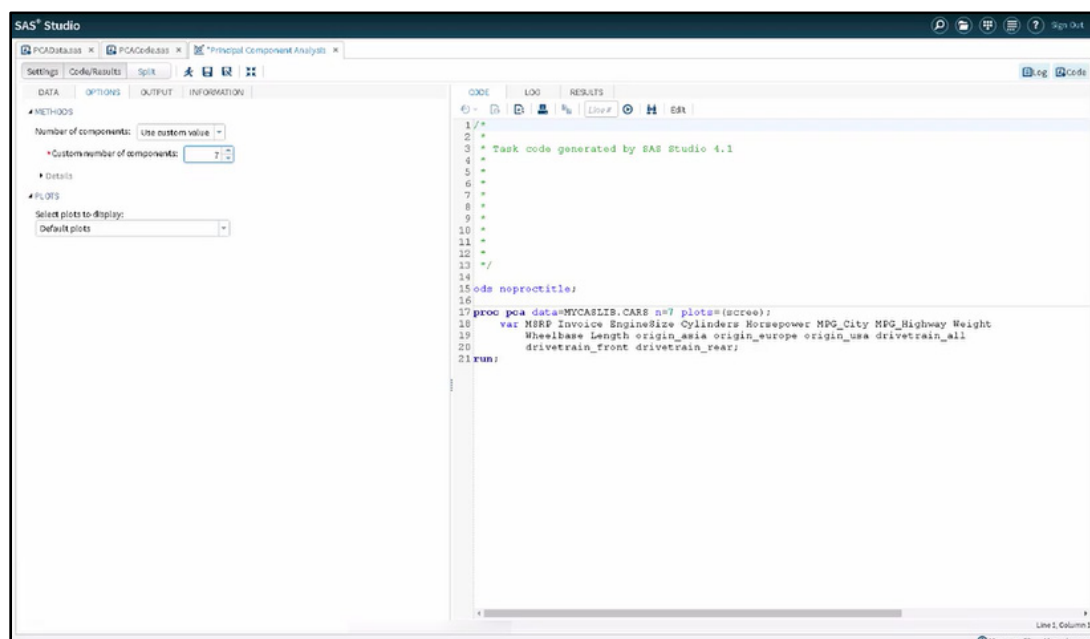 SAS® Studio
Sign Out
PCAData.sas × PCACode.sas × *Principal Component Analysis ×
Settings Code/Results Split
Log Code
DATA OPTIONS OUTPUT INFORMATION
METHODS
Number of components: Use custom value
*Custom number of components: 7
Details
PLOTS
Select plots to display:
Default plots
CODE LOG RESULTS
Line # Edit
1 /*
2 *
3 * Task code generated by SAS Studio 4.1
4 *
5 *
6 *
7 *
8 *
9 *
10 *
11 *
12 *
13 */
14
15 ods noproctitle;
16
17 proc pca data=MYCASLIB.CARS n=7 plots=(scree);
18 var MSRP Invoice EngineSize Cylinders Horsepower MPG_City MPG_Highway Weight
19 Wheelbase Length origin_asia origin_europe origin_usa drivetrain_all
20 drivetrain_front drivetrain_rear;
21 run;
Line 1, Column